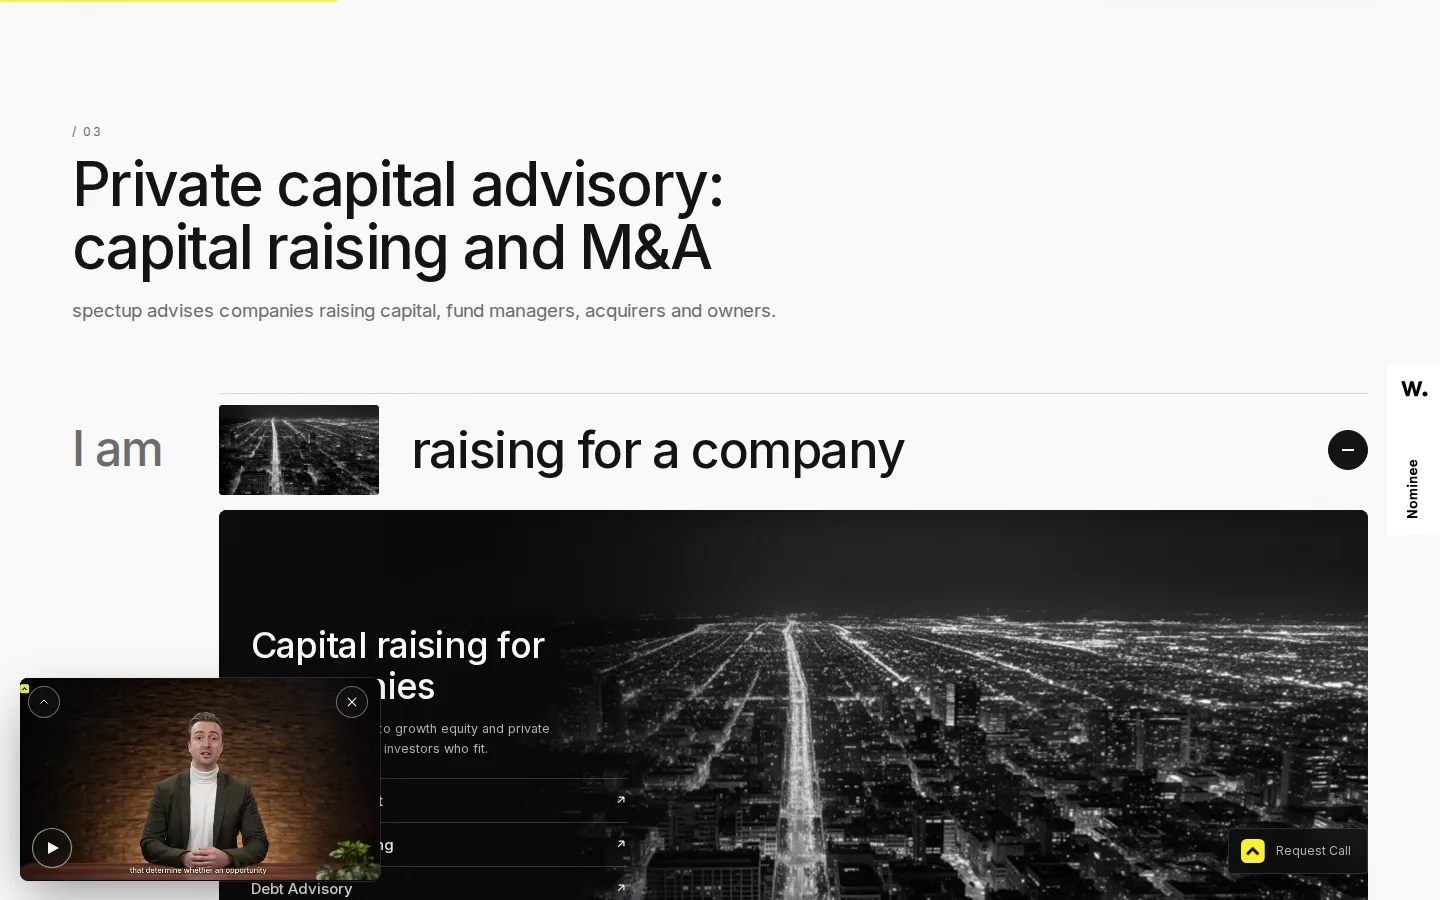 / 03
Private capital advisory:
capital raising and M&A
spectup advises companies raising capital, fund managers, acquirers and owners.
I am
raising for a company
W.
Nominee
Capital raising for
to growth equity and private
investors who fit.
Debt Advisory
that determine whether an opportunity
Request Call